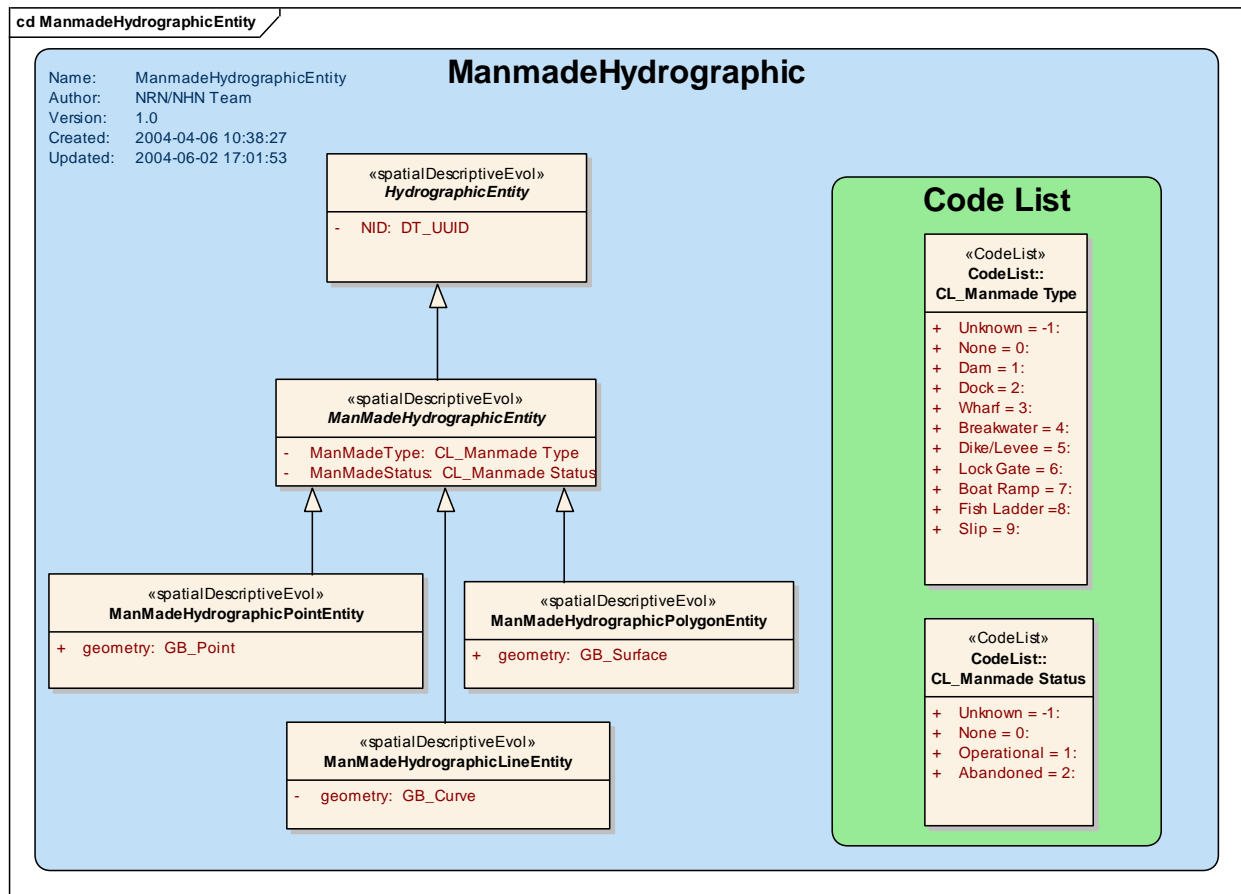 cd ManmadeHydrographicEntity
ManmadeHydrographic
Name: ManmadeHydrographicEntity
Author: NRN/NHN Team
Version: 1.0
Created: 2004-04-06 10:38:27
Updated: 2004-06-02 17:01:53
«spatialDescriptiveEvol»
HydrographicEntity
- NID: DT_UUID
«spatialDescriptiveEvol»
ManMadeHydrographicEntity
- ManMadeType: CL_Manmade Type
- ManMadeStatus: CL_Manmade Status
«spatialDescriptiveEvol»
ManMadeHydrographicPointEntity
+ geometry: GB_Point
«spatialDescriptiveEvol»
ManMadeHydrographicPolygonEntity
+ geometry: GB_Surface
«spatialDescriptiveEvol»
ManMadeHydrographicLineEntity
- geometry: GB_Curve
Code List
«CodeList»
CodeList::
CL_Manmade Type
+ Unknown = -1:
+ None = 0:
+ Dam = 1:
+ Dock = 2:
+ Wharf = 3:
+ Breakwater = 4:
+ Dike/Levee = 5:
+ Lock Gate = 6:
+ Boat Ramp = 7:
+ Fish Ladder =8:
+ Slip = 9:
«CodeList»
CodeList::
CL_Manmade Status
+ Unknown = -1:
+ None = 0:
+ Operational = 1:
+ Abandoned = 2: